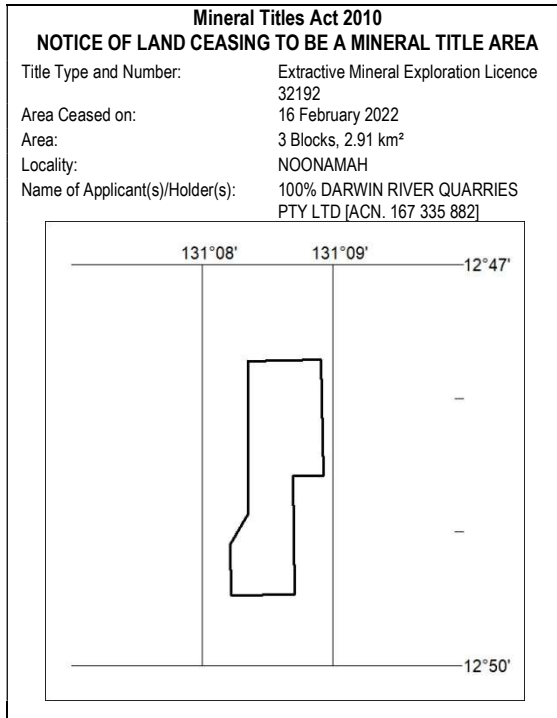 Mineral Titles Act 2010
NOTICE OF LAND CEASING TO BE A MINERAL TITLE AREA
Title Type and Number: Extractive Mineral Exploration Licence
32192
Area Ceased on: 16 February 2022
Area: 3 Blocks, 2.91 km²
Locality: NOONAMAH
Name of Applicant(s)/Holder(s): 100% DARWIN RIVER QUARRIES
PTY LTD [ACN. 167 335 882]
131°08' 131°09'
12°47'
12°50'